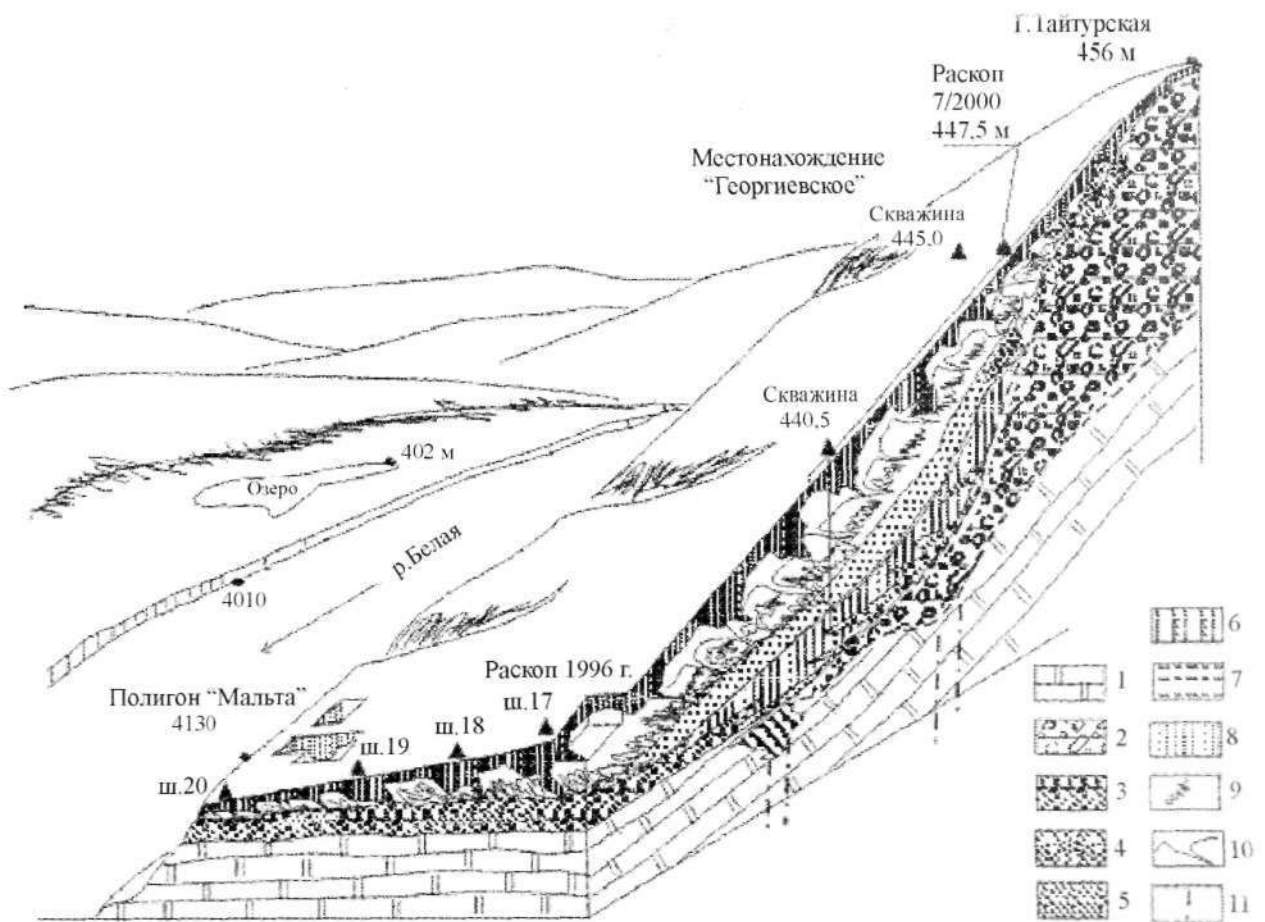 Г.Тайтурская
456 м
Раскоп
7/2000
447,5 м
Местонахождение
“Георгиевское”
Скважина
445,0
Скважина
440,5
402 м
Озеро
р.Белая
4010
Раскоп 1996 г.
Полигон “Мальта”
4130
ш.17
ш.18
ш.19
ш.20
1
2
3
4
5
6
7
8
9
10
11